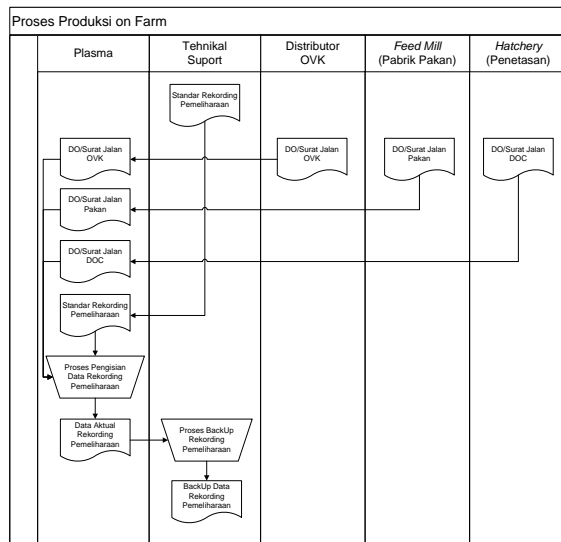 Proses Produksi on Farm
Plasma
Tehnikal
Suport
Distributor
OVK
Feed Mill
(Pabrik Pakan)
Hatchery
(Penetasan)
Standar Rekording
Pemeliharaan
DO/Surat Jalan
OVK
DO/Surat Jalan
OVK
DO/Surat Jalan
Pakan
DO/Surat Jalan
DOC
DO/Surat Jalan
Pakan
DO/Surat Jalan
DOC
Standar Rekording
Pemeliharaan
Proses Pengisian
Data Rekording
Pemeliharaan
Data Aktual
Rekording
Pemeliharaan
Proses BackUp
Rekording
Pemeliharaan
BackUp Data
Rekording
Pemeliharaan